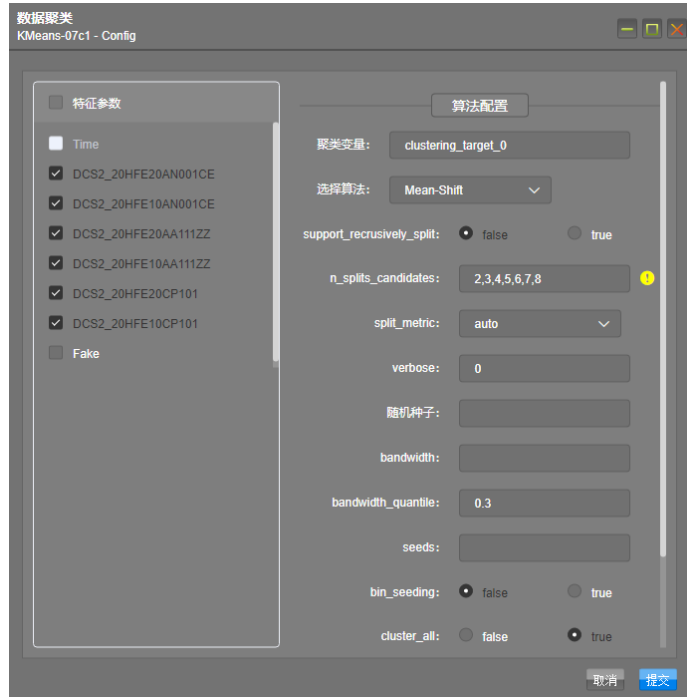 数据聚类
KMeans-07c1 - Config
特征参数
Time
DCS2_20HFE20AN001CE
DCS2_20HFE10AN001CE
DCS2_20HFE20AA111ZZ
DCS2_20HFE10AA111ZZ
DCS2_20HFE20CP101
DCS2_20HFE10CP101
Fake
算法配置
聚类变量: clustering_target_0
选择算法: Mean-Shift
support_recrusively_split: false true
n_splits_candidates: 2,3,4,5,6,7,8 !
split_metric: auto
verbose: 0
随机种子:
bandwidth:
bandwidth_quantile: 0.3
seeds:
bin_seeding: false true
cluster_all: false true
取消 提交